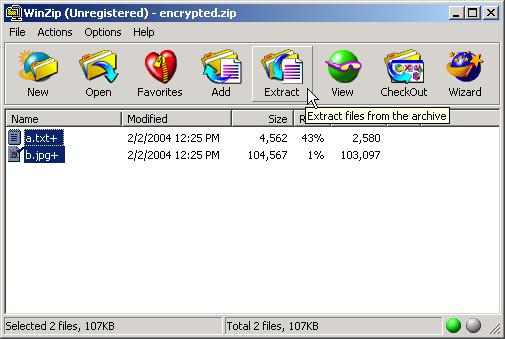 WinZip (Unregistered) - encrypted.zip
File Actions Options Help
New Open Favorites Add Extract View CheckOut Wizard
Extract files from the archive
Name Modified Size R
a.txt+ 2/2/2004 12:25 PM 4,562 43% 2,580
b.jpg+ 2/2/2004 12:25 PM 104,567 1% 103,097
Selected 2 files, 107KB Total 2 files, 107KB